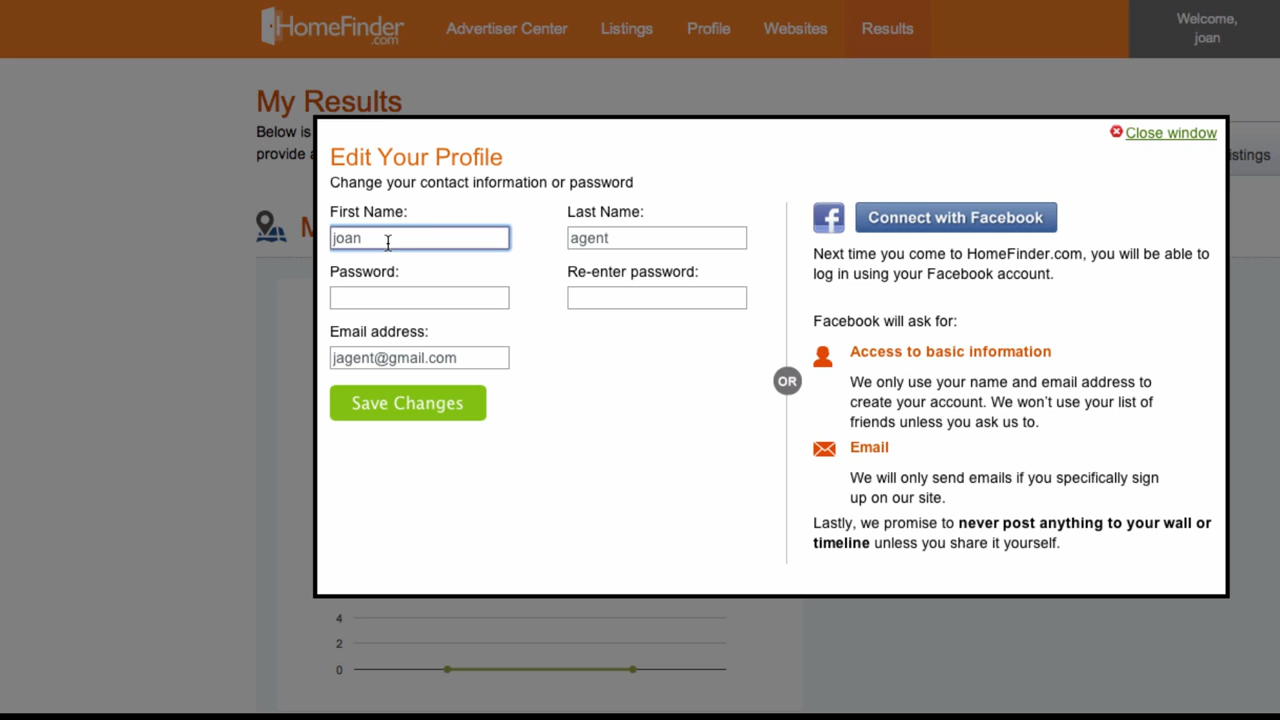 HomeFinder
.com
Advertiser Center
Listings
Profile
Websites
Results
Welcome,
joan
My Results
Below is
provide
istings
Close window
Edit Your Profile
Change your contact information or password
First Name:
Last Name:
joan
agent
Password:
Re-enter password:
Email address:
jagent@gmail.com
Save Changes
OR
Connect with Facebook
Next time you come to HomeFinder.com, you will be able to
log in using your Facebook account.
Facebook will ask for:
Access to basic information
We only use your name and email address to
create your account. We won't use your list of
friends unless you ask us to.
Email
We will only send emails if you specifically sign
up on our site.
Lastly, we promise to never post anything to your wall or
timeline unless you share it yourself.
4
2
0